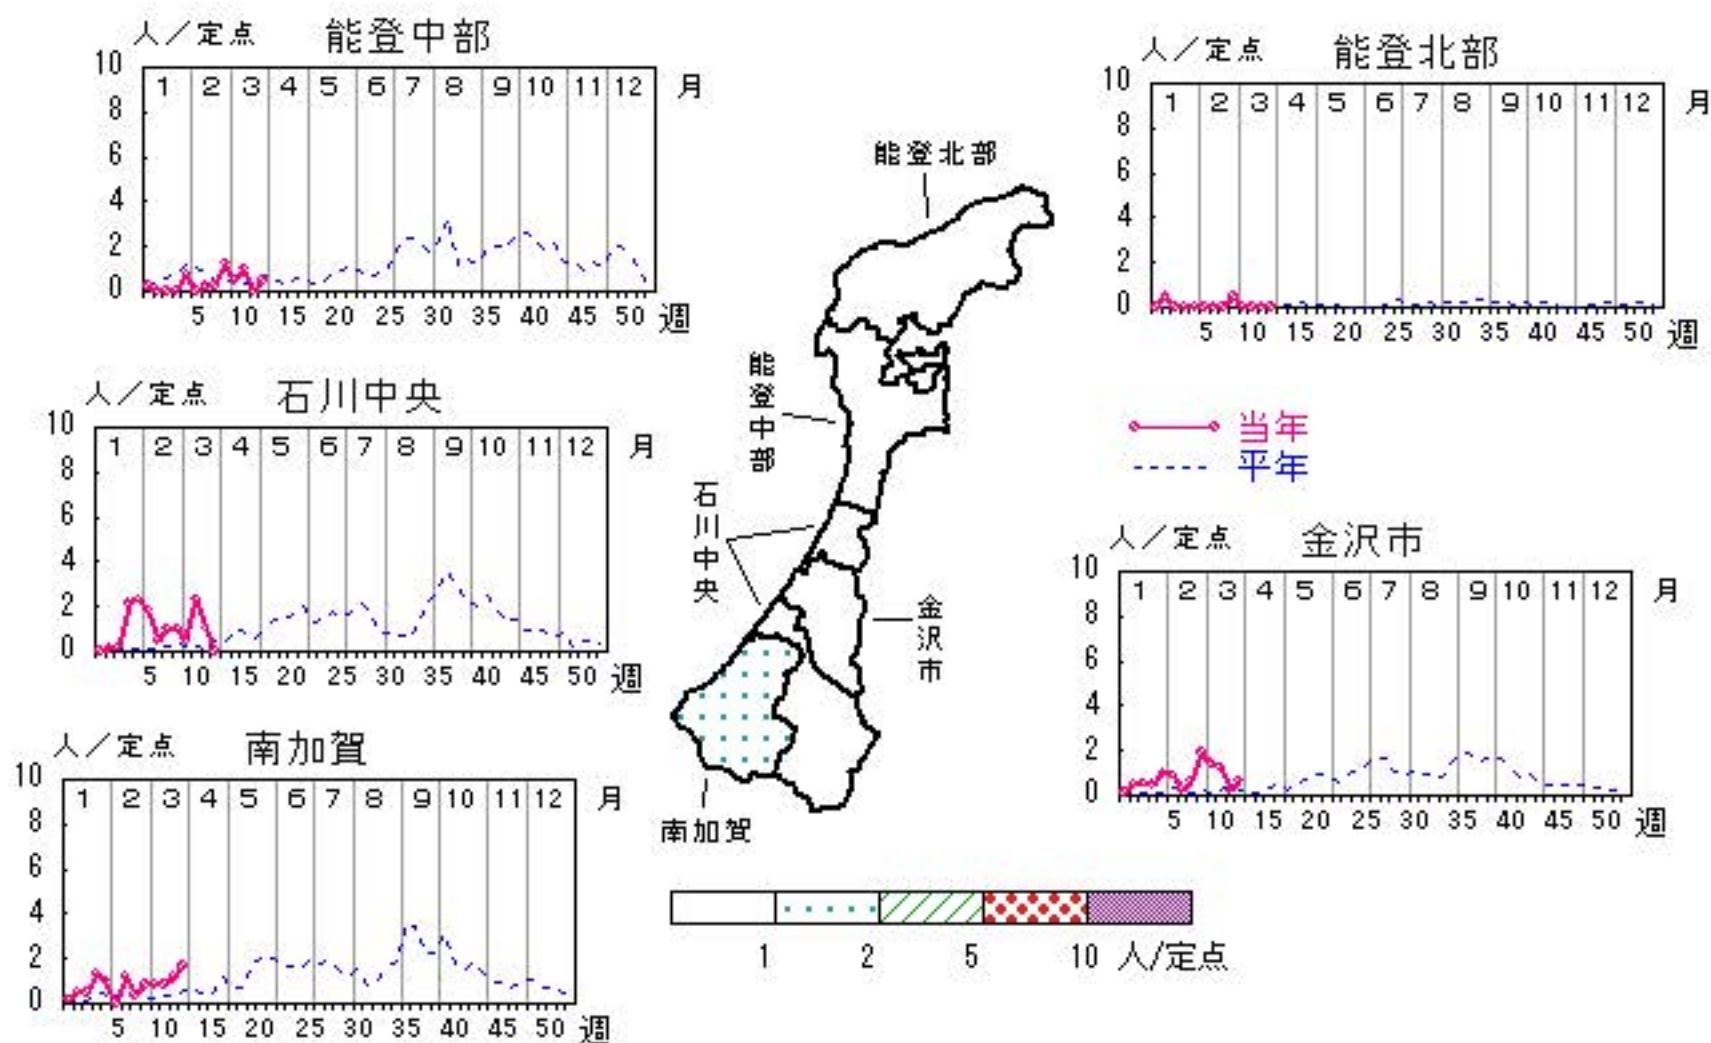 人／定点 能登中部
10 8 6 4 2 0
1 2 3 4 5 6 7 8 9 10 11 12 月
5 10 15 20 25 30 35 40 45 50 週
人／定点 能登北部
10 8 6 4 2 0
1 2 3 4 5 6 7 8 9 10 11 12 月
5 10 15 20 25 30 35 40 45 50 週
人／定点 石川中央
10 8 6 4 2 0
1 2 3 4 5 6 7 8 9 10 11 12 月
5 10 15 20 25 30 35 40 45 50 週
能登北部
能登中部
石川中央
金沢市
南加賀
当年
平年
人／定点 金沢市
10 8 6 4 2 0
1 2 3 4 5 6 7 8 9 10 11 12 月
5 10 15 20 25 30 35 40 45 50 週
人／定点 南加賀
10 8 6 4 2 0
1 2 3 4 5 6 7 8 9 10 11 12 月
5 10 15 20 25 30 35 40 45 50 週
1 2 5 10 人/定点